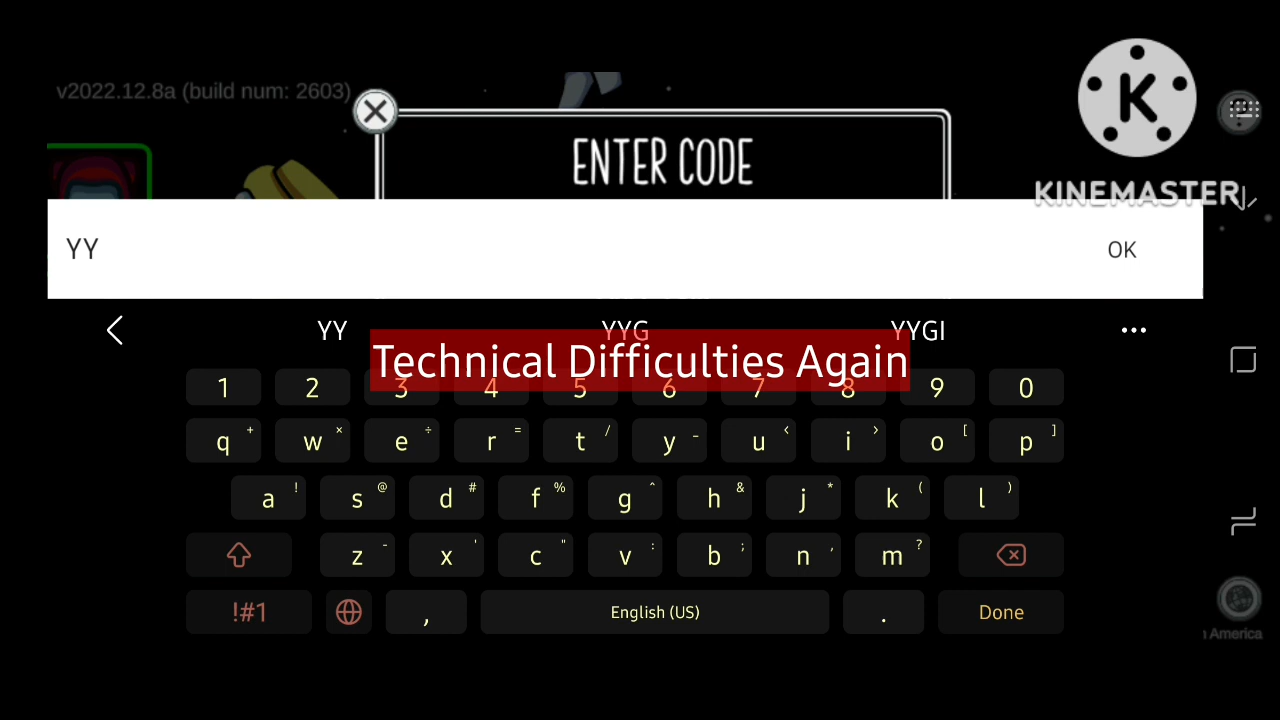 v2022.12.8a (build num: 2603)
ENTER CODE
KINEMASTER
YY
OK
YY YYG YYGI
Technical Difficulties Again
1 2 3 4 5 6 7 8 9 0
q + w × e ÷ r = t / y _ u < i > o [ p ]
a ! s @ d # f % g ^ h & j * k ( l )
z - x ' c " v : b ; n , m ?
!#1 , English (US) . Done
America